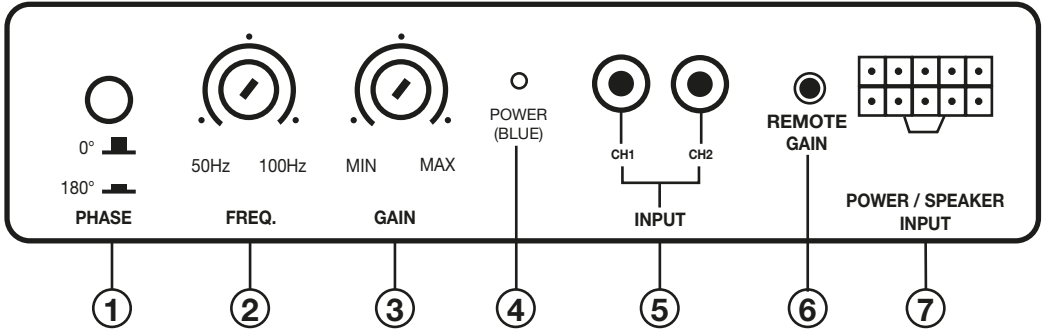 0°
180°
PHASE
50Hz 100Hz
FREQ.
MIN MAX
GAIN
POWER
(BLUE)
CH1 CH2
INPUT
REMOTE
GAIN
POWER / SPEAKER
INPUT
1 2 3 4 5 6 7